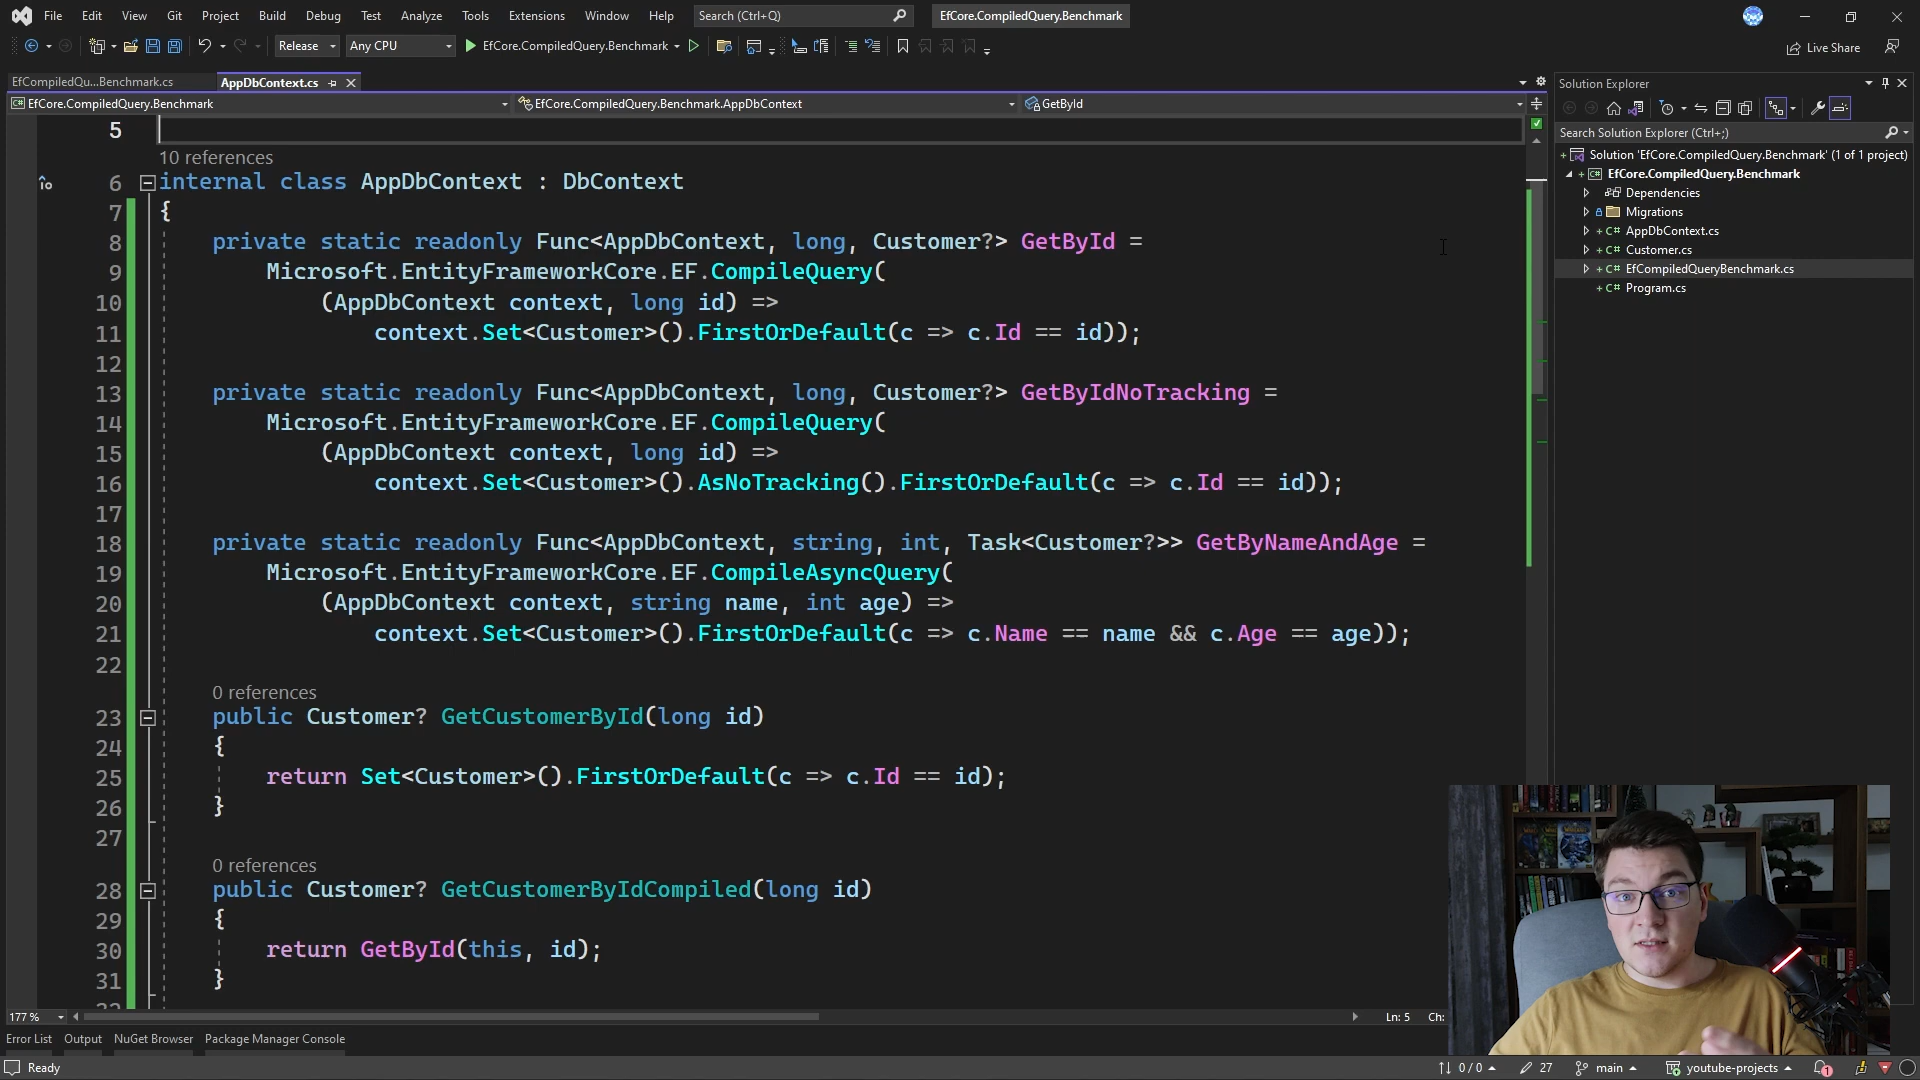 File Edit View Git Project Build Debug Test Analyze Tools Extensions Window Help Search (Ctrl+Q) EfCore.CompiledQuery.Benchmark
Release Any CPU EfCore.CompiledQuery.Benchmark Live Share
EfCompiledQu...Benchmark.cs AppDbContext.cs
EfCore.CompiledQuery.Benchmark EfCore.CompiledQuery.Benchmark.AppDbContext GetById
5
10 references
6 internal class AppDbContext : DbContext
7 {
8 private static readonly Func<AppDbContext, long, Customer?> GetById =
9 Microsoft.EntityFrameworkCore.EF.CompileQuery(
10 (AppDbContext context, long id) =>
11 context.Set<Customer>().FirstOrDefault(c => c.Id == id));
12
13 private static readonly Func<AppDbContext, long, Customer?> GetByIdNoTracking =
14 Microsoft.EntityFrameworkCore.EF.CompileQuery(
15 (AppDbContext context, long id) =>
16 context.Set<Customer>().AsNoTracking().FirstOrDefault(c => c.Id == id));
17
18 private static readonly Func<AppDbContext, string, int, Task<Customer?>> GetByNameAndAge =
19 Microsoft.EntityFrameworkCore.EF.CompileAsyncQuery(
20 (AppDbContext context, string name, int age) =>
21 context.Set<Customer>().FirstOrDefault(c => c.Name == name && c.Age == age));
22
0 references
23 public Customer? GetCustomerById(long id)
24 {
25 return Set<Customer>().FirstOrDefault(c => c.Id == id);
26 }
27
0 references
28 public Customer? GetCustomerByIdCompiled(long id)
29 {
30 return GetById(this, id);
31 }
177 % Ln: 5 Ch:
Solution Explorer
Search Solution Explorer (Ctrl+;)
Solution 'EfCore.CompiledQuery.Benchmark' (1 of 1 project)
EfCore.CompiledQuery.Benchmark
Dependencies
Migrations
C# AppDbContext.cs
C# Customer.cs
C# EfCompiledQueryBenchmark.cs
C# Program.cs
Error List Output NuGet Browser Package Manager Console
Ready 0 / 0 27 main youtube-projects 1